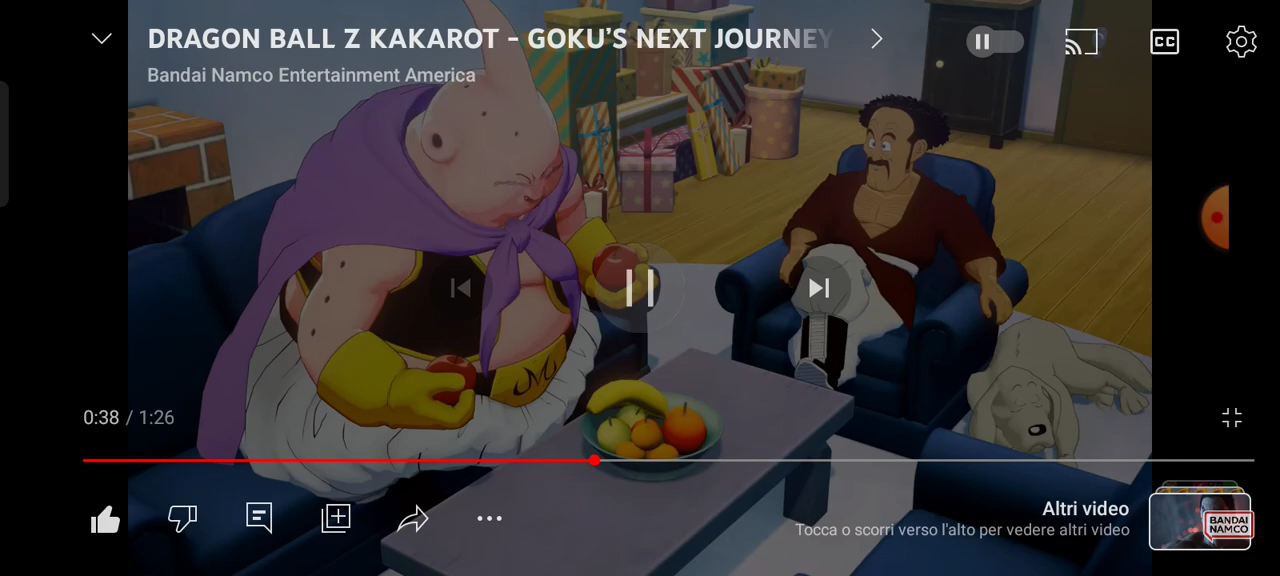 DRAGON BALL Z KAKAROT - GOKU'S NEXT JOURNEY
Bandai Namco Entertainment America
CC
0:38 / 1:26
Altri video
Tocca o scorri verso l'alto per vedere altri video
BANDAI
NAMCO